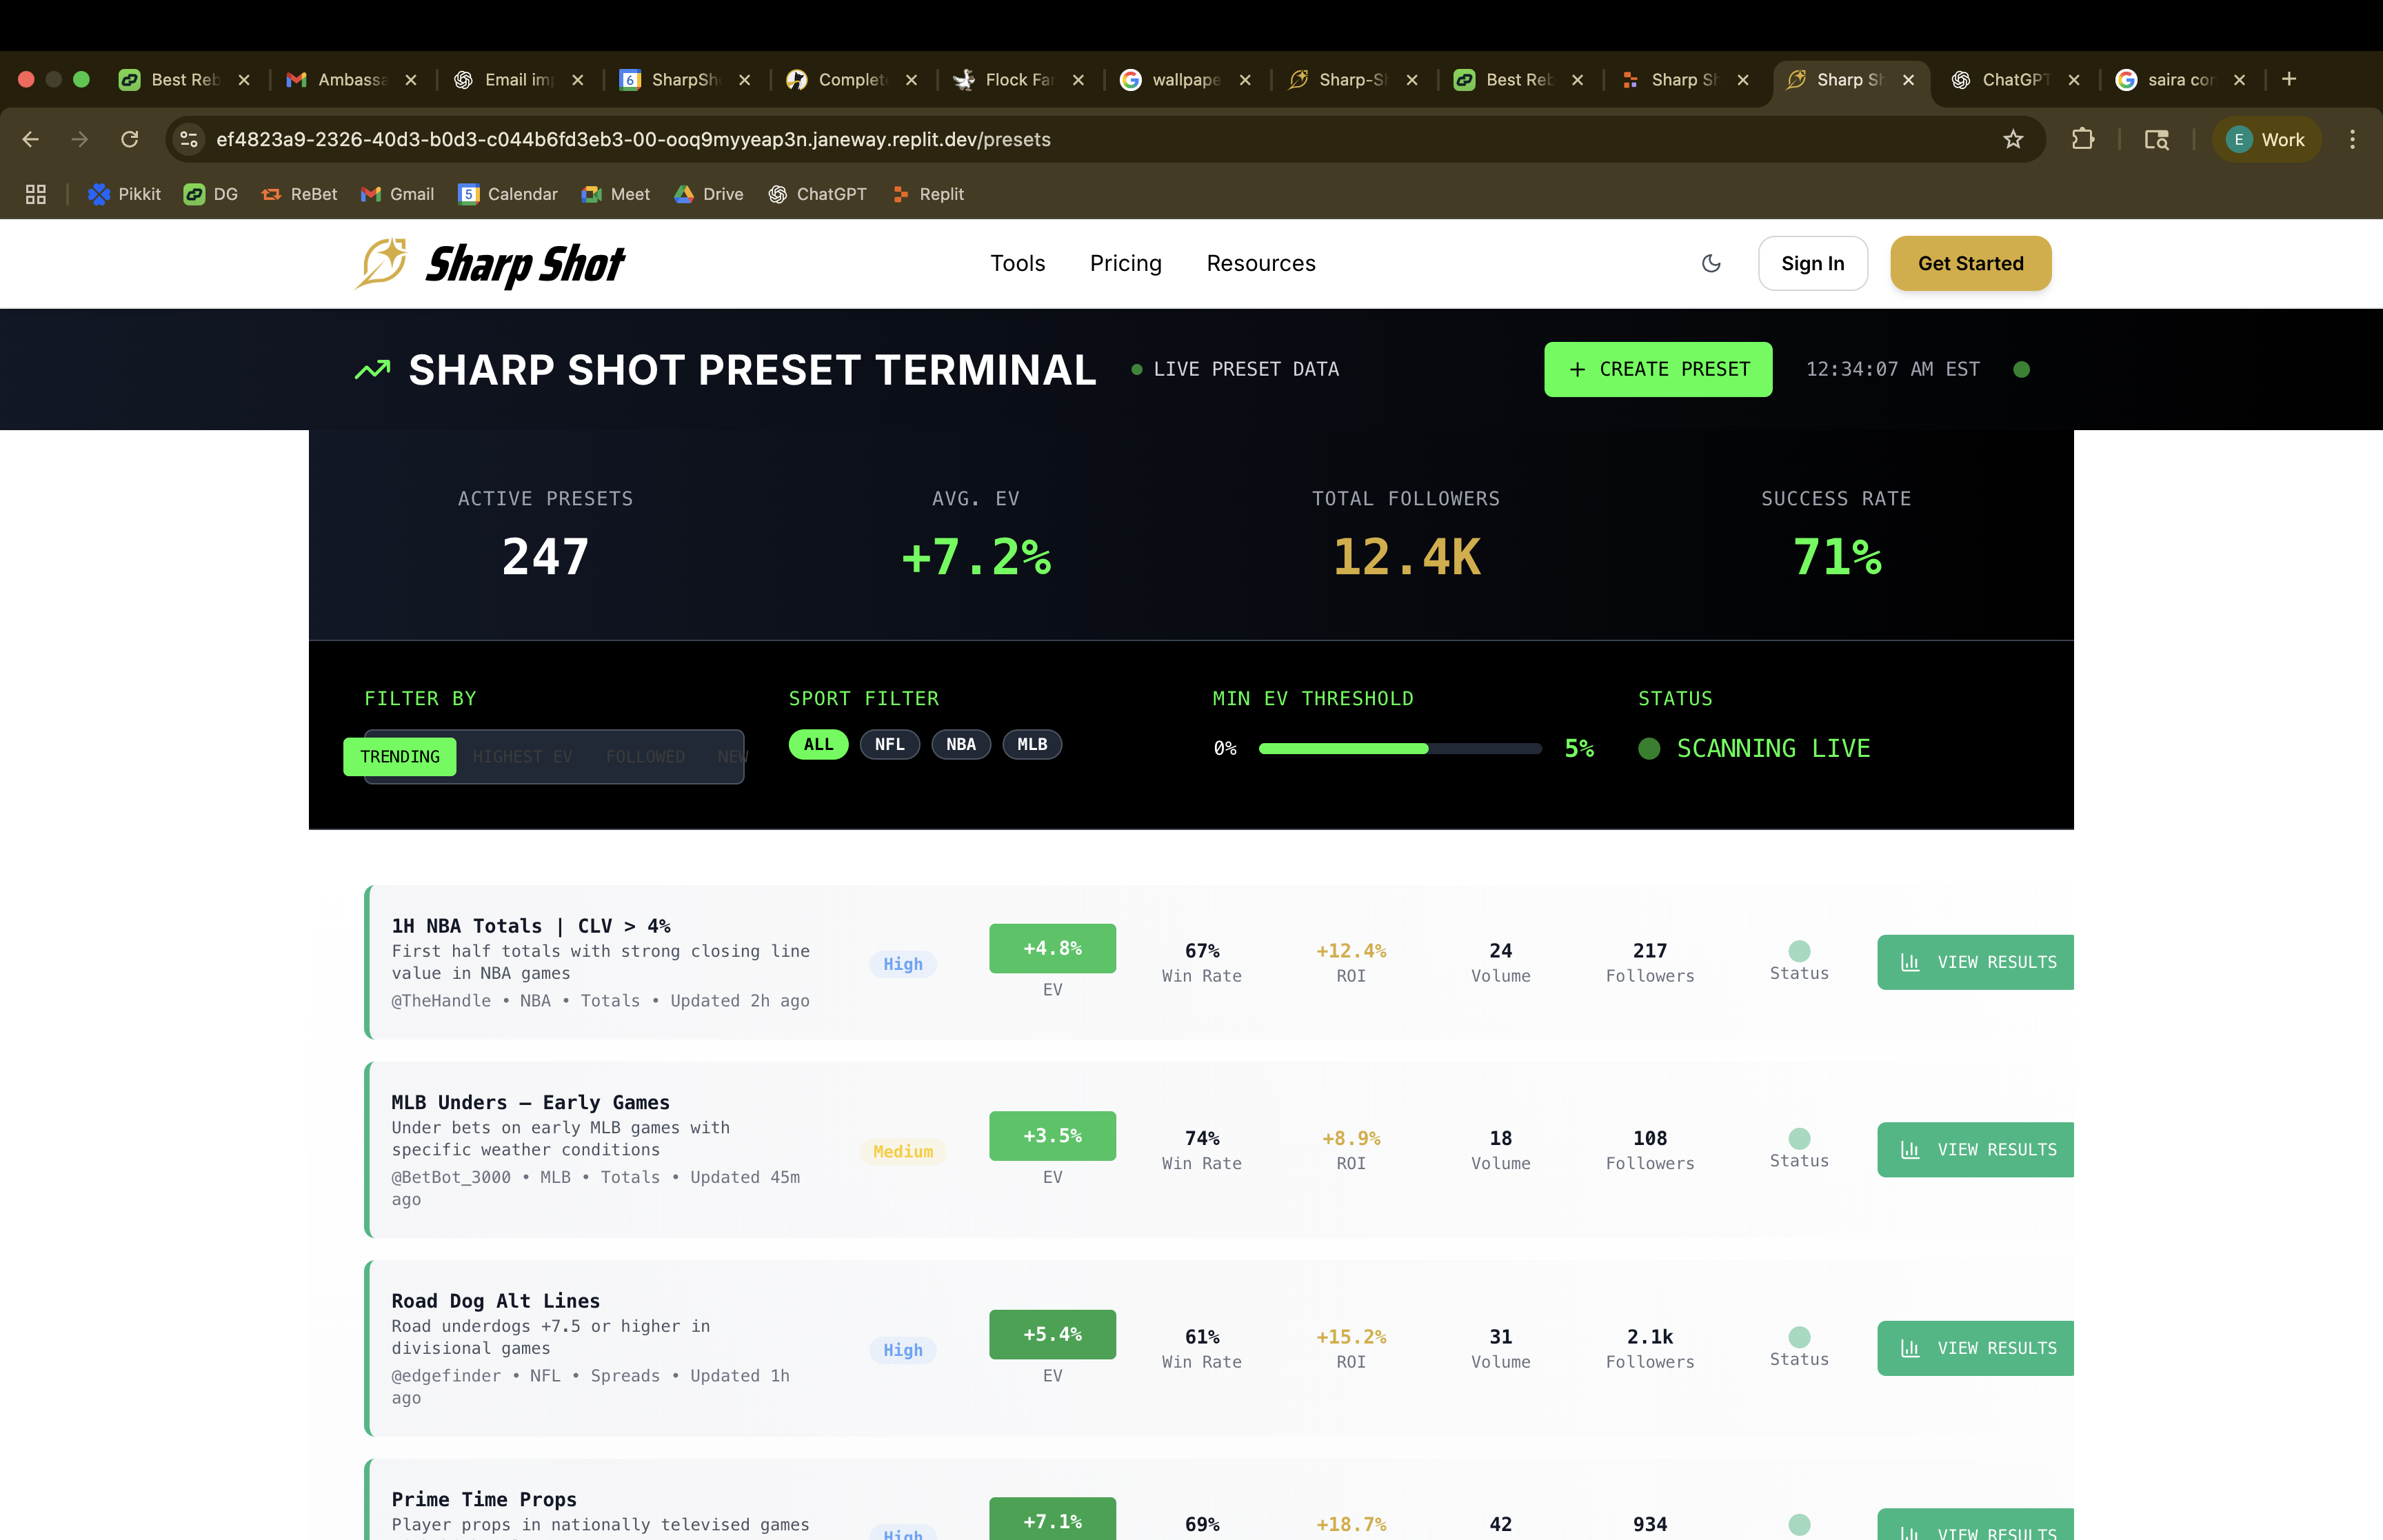 Best Reb
Ambassa
Email imp
SharpSh
Complet
Flock Far
wallpape
Sharp-Sh
Best Reb
Sharp Sh
Sharp Sh
ChatGPT
saira con
ef4823a9-2326-40d3-b0d3-c044b6fd3eb3-00-ooq9myyeap3n.janeway.replit.dev/presets
E Work
Pikkit DG ReBet Gmail 5 Calendar Meet Drive ChatGPT Replit
Sharp Shot
Tools Pricing Resources
Sign In
Get Started
SHARP SHOT PRESET TERMINAL
LIVE PRESET DATA
+ CREATE PRESET
12:34:07 AM EST
ACTIVE PRESETS
247
AVG. EV
+7.2%
TOTAL FOLLOWERS
12.4K
SUCCESS RATE
71%
FILTER BY
TRENDING HIGHEST EV FOLLOWED NEW
SPORT FILTER
ALL NFL NBA MLB
MIN EV THRESHOLD
0% 5%
STATUS
SCANNING LIVE
1H NBA Totals | CLV > 4%
First half totals with strong closing line
value in NBA games
@TheHandle • NBA • Totals • Updated 2h ago
High
+4.8%
EV
67%
Win Rate
+12.4%
ROI
24
Volume
217
Followers
Status
VIEW RESULTS
MLB Unders – Early Games
Under bets on early MLB games with
specific weather conditions
@BetBot_3000 • MLB • Totals • Updated 45m
ago
Medium
+3.5%
EV
74%
Win Rate
+8.9%
ROI
18
Volume
108
Followers
Status
VIEW RESULTS
Road Dog Alt Lines
Road underdogs +7.5 or higher in
divisional games
@edgefinder • NFL • Spreads • Updated 1h
ago
High
+5.4%
EV
61%
Win Rate
+15.2%
ROI
31
Volume
2.1k
Followers
Status
VIEW RESULTS
Prime Time Props
Player props in nationally televised games
High
+7.1%
69%
+18.7%
42
934
VIEW RESULTS